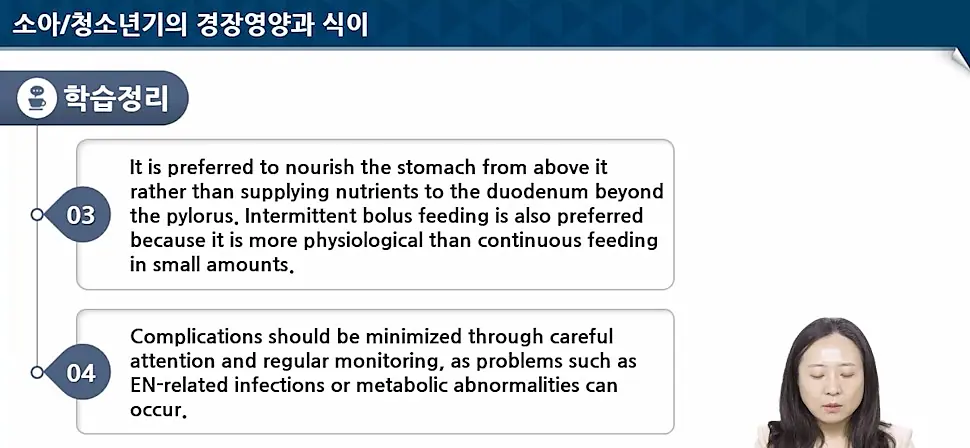 소아/청소년기의 경장영양과 식이
학습정리
03
It is preferred to nourish the stomach from above it
rather than supplying nutrients to the duodenum beyond
the pylorus. Intermittent bolus feeding is also preferred
because it is more physiological than continuous feeding
in small amounts.
04
Complications should be minimized through careful
attention and regular monitoring, as problems such as
EN-related infections or metabolic abnormalities can
occur.